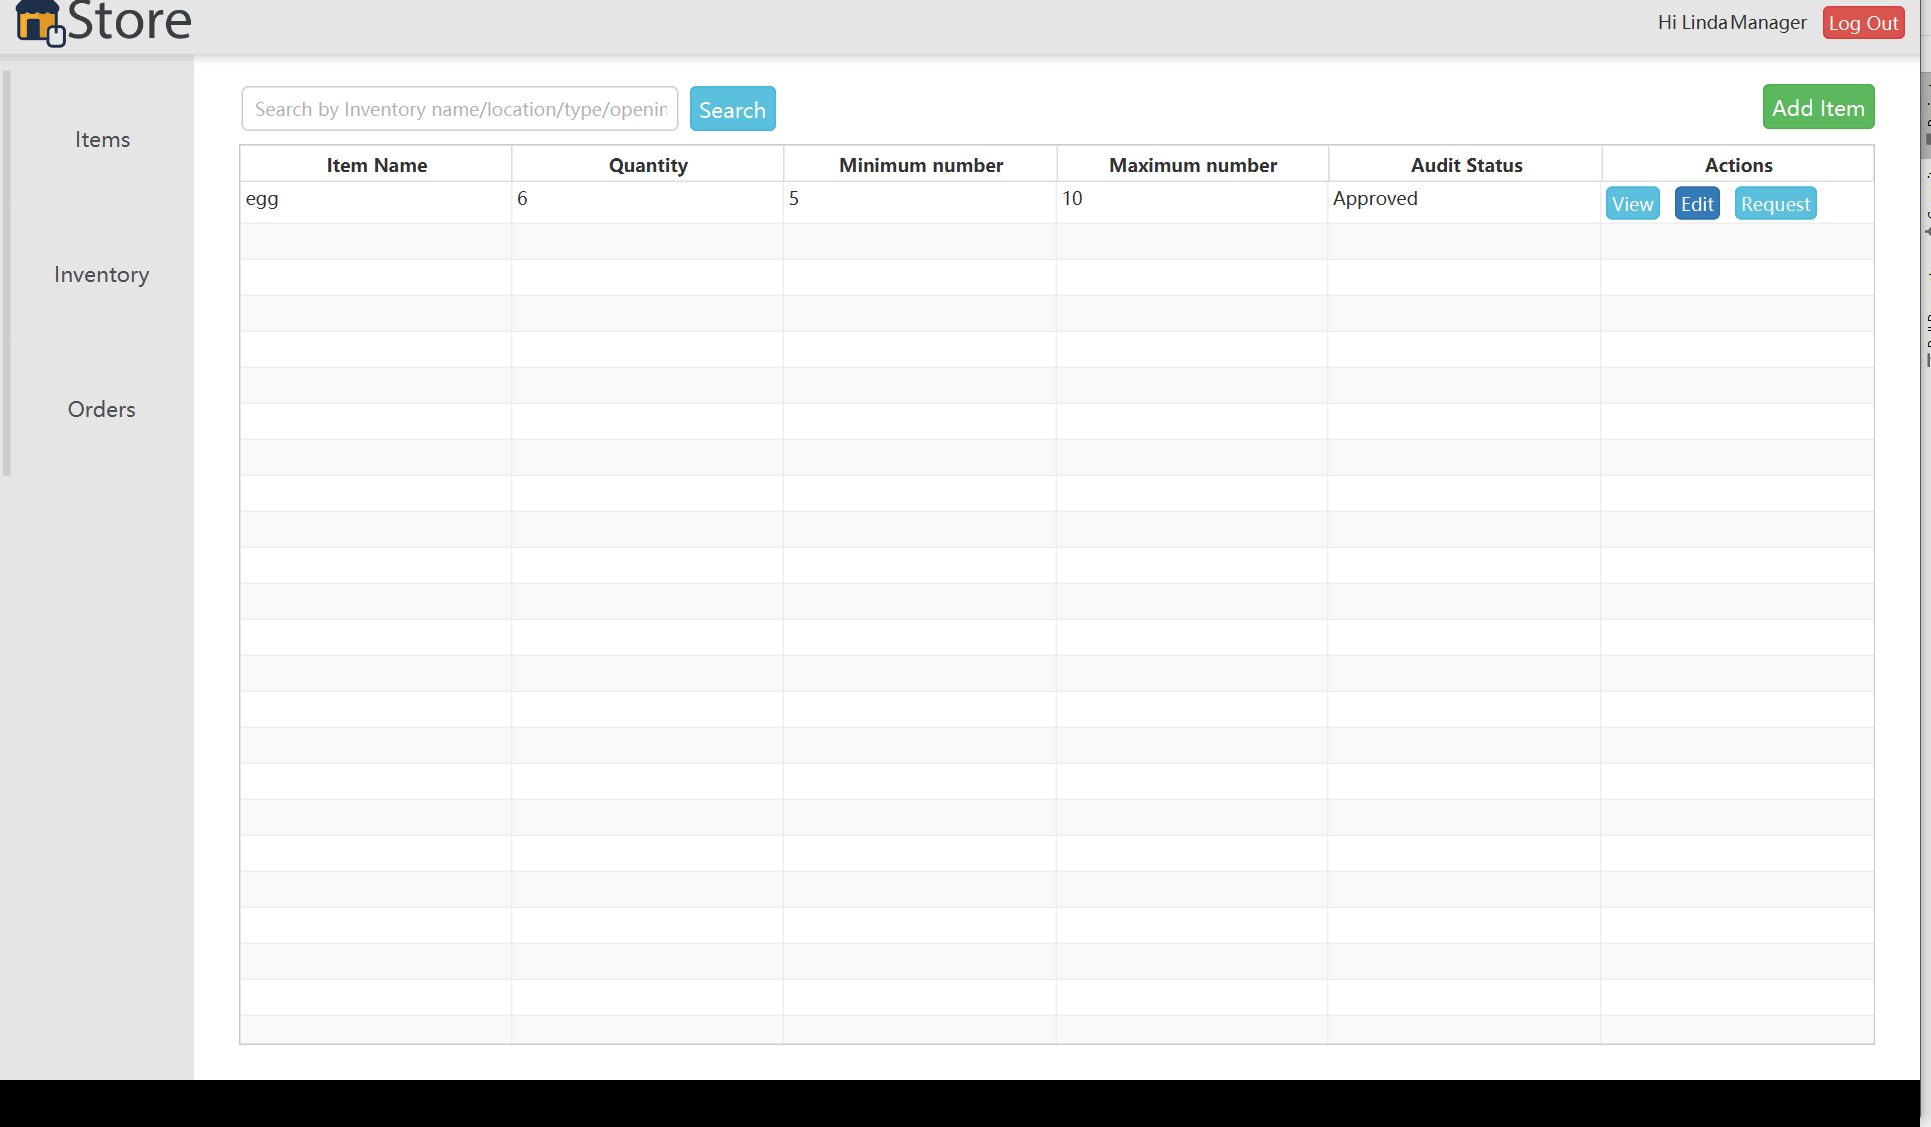 Store
Hi Linda Manager
Log Out
Items
Inventory
Orders
Search by Inventory name/location/type/openin
Search
Add Item
Item Name Quantity Minimum number Maximum number Audit Status Actions
egg 6 5 10 Approved View Edit Request